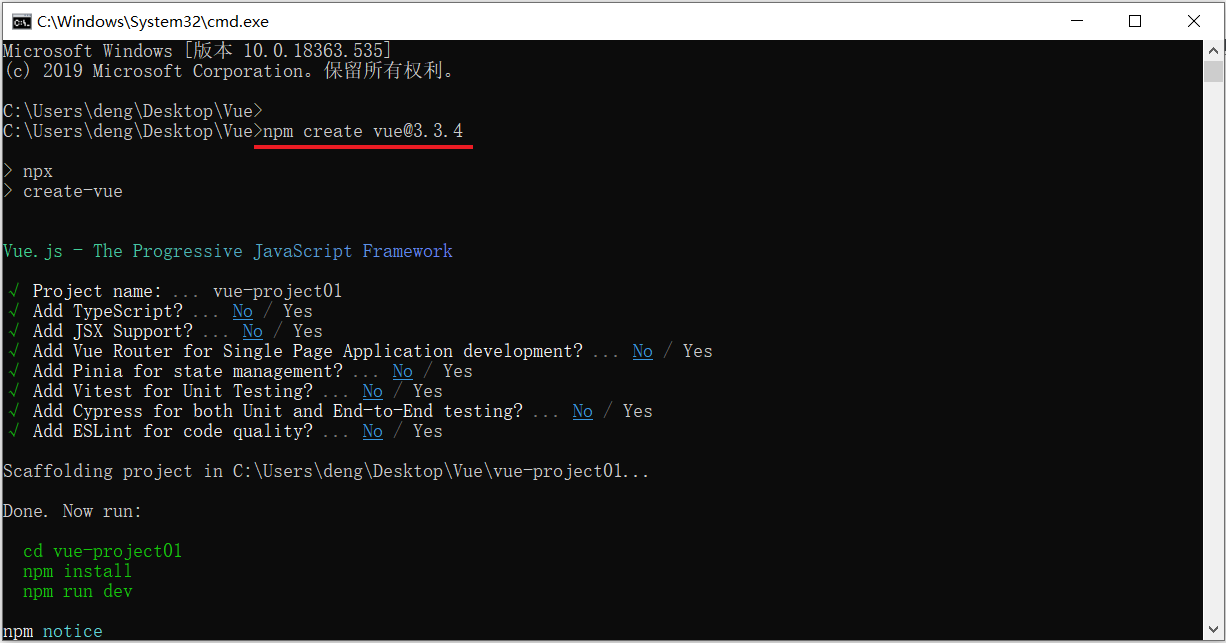 C:\Windows\System32\cmd.exe
Microsoft Windows [版本 10.0.18363.535]
(c) 2019 Microsoft Corporation。保留所有权利。
C:\Users\deng\Desktop\Vue>
C:\Users\deng\Desktop\Vue>npm create vue@3.3.4
> npx
> create-vue
Vue.js - The Progressive JavaScript Framework
√ Project name: ... vue-project01
√ Add TypeScript? ... No / Yes
√ Add JSX Support? ... No / Yes
√ Add Vue Router for Single Page Application development? ... No / Yes
√ Add Pinia for state management? ... No / Yes
√ Add Vitest for Unit Testing? ... No / Yes
√ Add Cypress for both Unit and End-to-End testing? ... No / Yes
√ Add ESLint for code quality? ... No / Yes
Scaffolding project in C:\Users\deng\Desktop\Vue\vue-project01...
Done. Now run:
cd vue-project01
npm install
npm run dev
npm notice